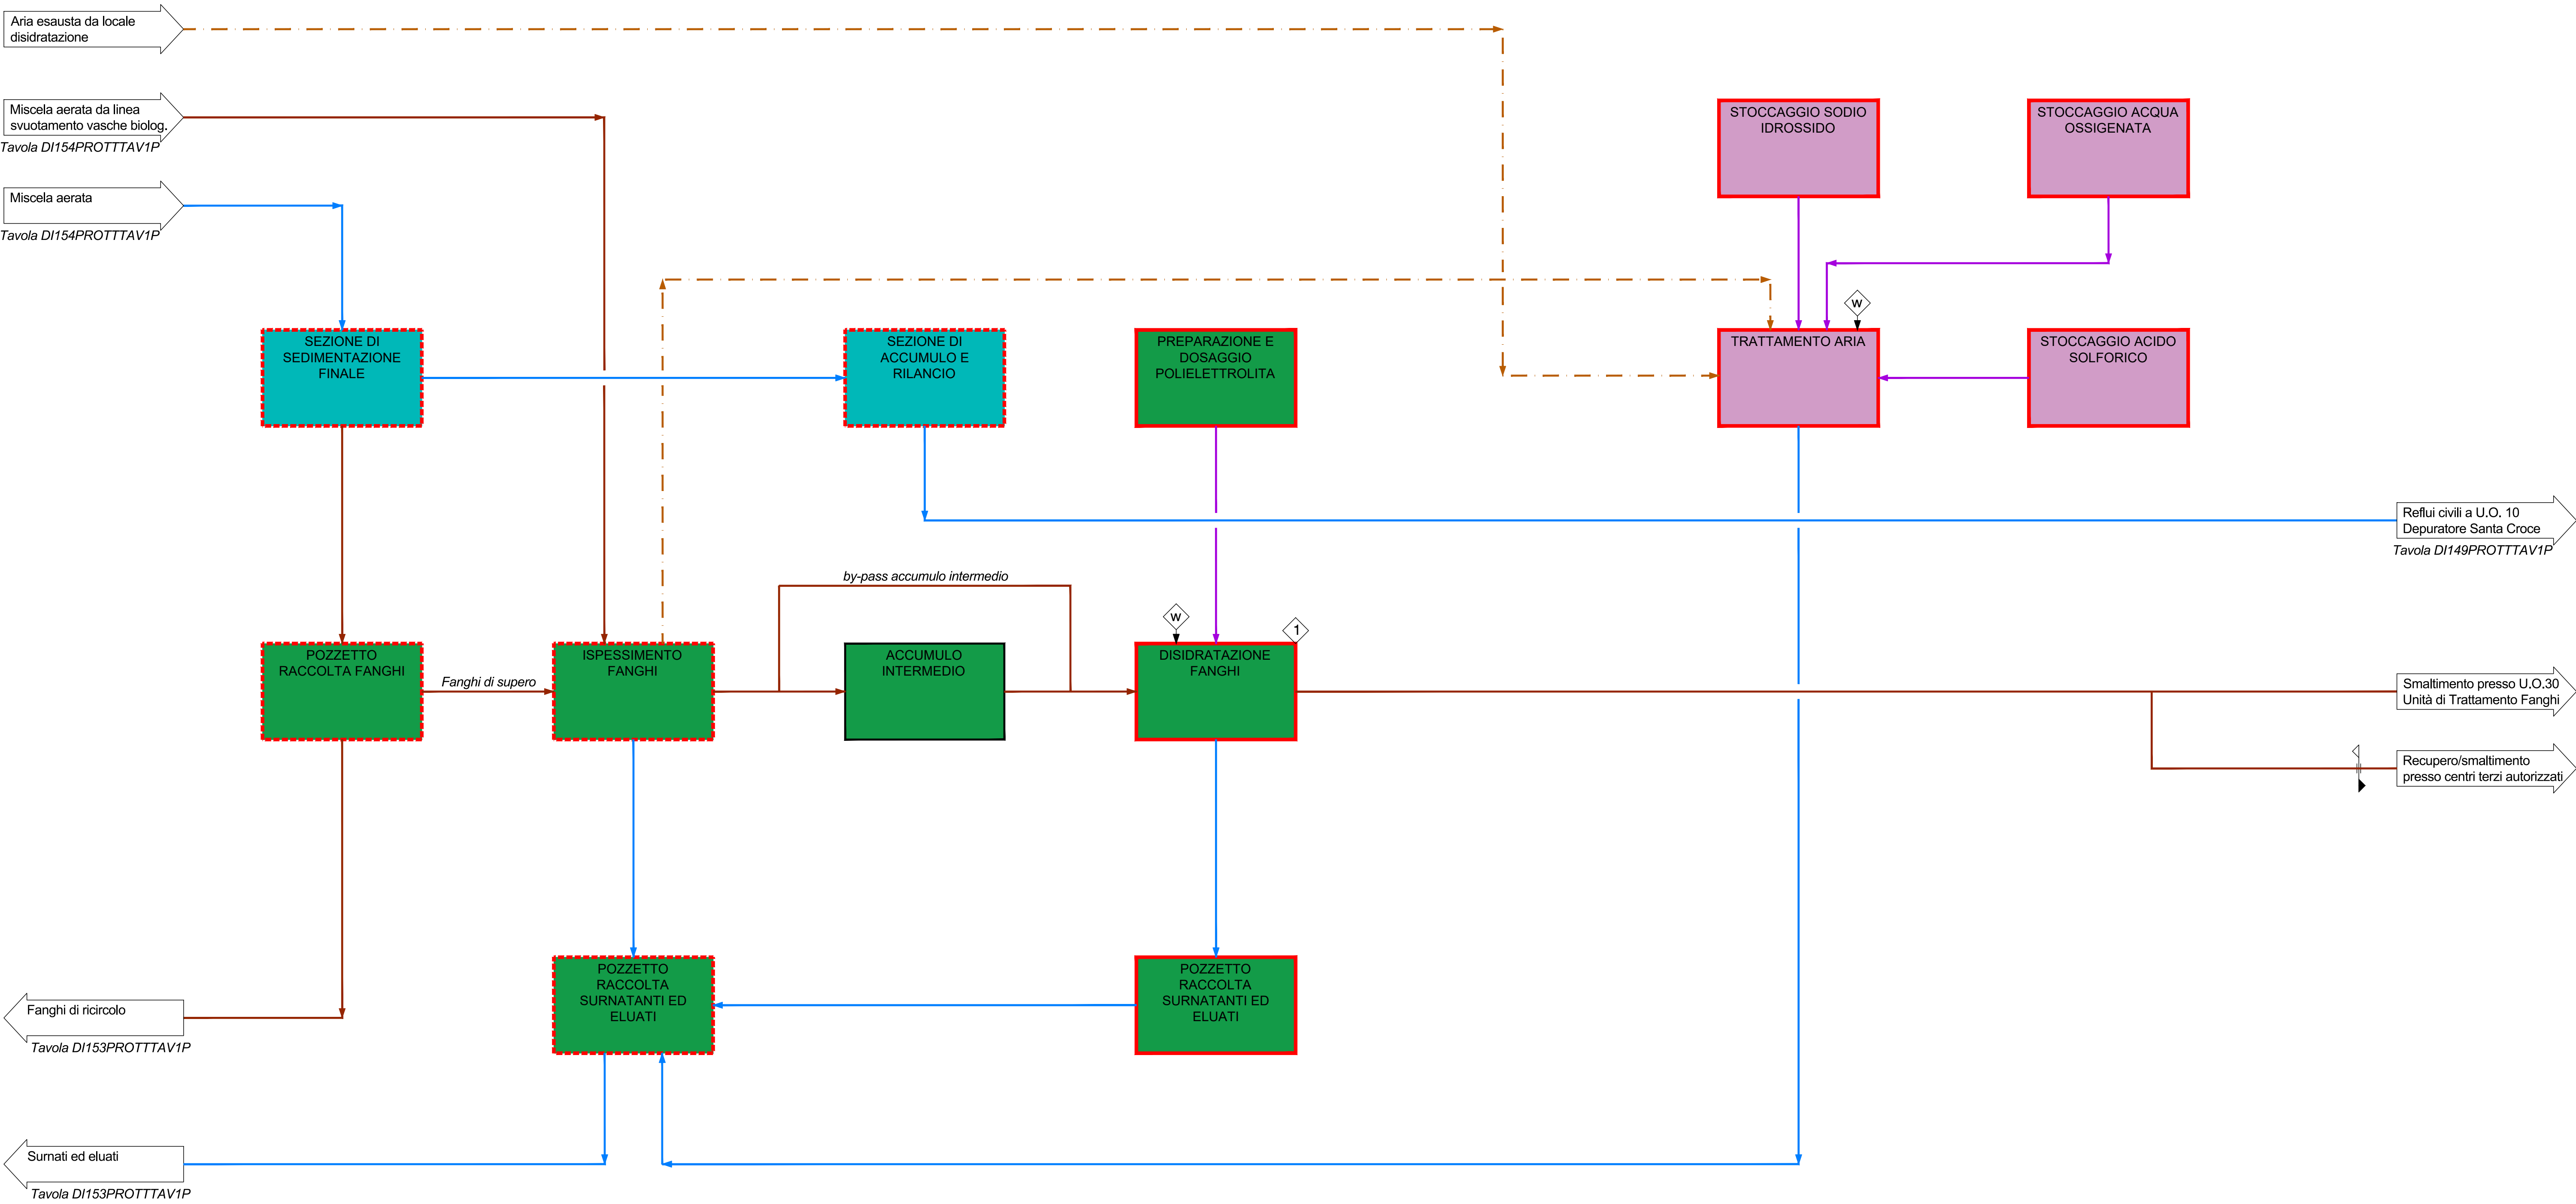 Aria esausta da locale
disidratazione
Miscela aerata da linea
svuotamento vasche biolog.
Tavola DI154PROTTTAV1P
Miscela aerata
Tavola DI154PROTTTAV1P
STOCCAGGIO SODIO
IDROSSIDO
STOCCAGGIO ACQUA
OSSIGENATA
W
SEZIONE DI
SEDIMENTAZIONE
FINALE
SEZIONE DI
ACCUMULO E
RILANCIO
PREPARAZIONE E
DOSAGGIO
POLIELETTROLITA
TRATTAMENTO ARIA
STOCCAGGIO ACIDO
SOLFORICO
Reflui civili a U.O. 10
Depuratore Santa Croce
Tavola DI149PROTTTAV1P
by-pass accumulo intermedio
W
1
POZZETTO
RACCOLTA FANGHI
Fanghi di supero
ISPESSIMENTO
FANGHI
ACCUMULO
INTERMEDIO
DISIDRATAZIONE
FANGHI
Smaltimento presso U.O.30
Unità di Trattamento Fanghi
Recupero/smaltimento
presso centri terzi autorizzati
POZZETTO
RACCOLTA
SURNATANTI ED
ELUATI
POZZETTO
RACCOLTA
SURNATANTI ED
ELUATI
Fanghi di ricircolo
Tavola DI153PROTTTAV1P
Surnati ed eluati
Tavola DI153PROTTTAV1P